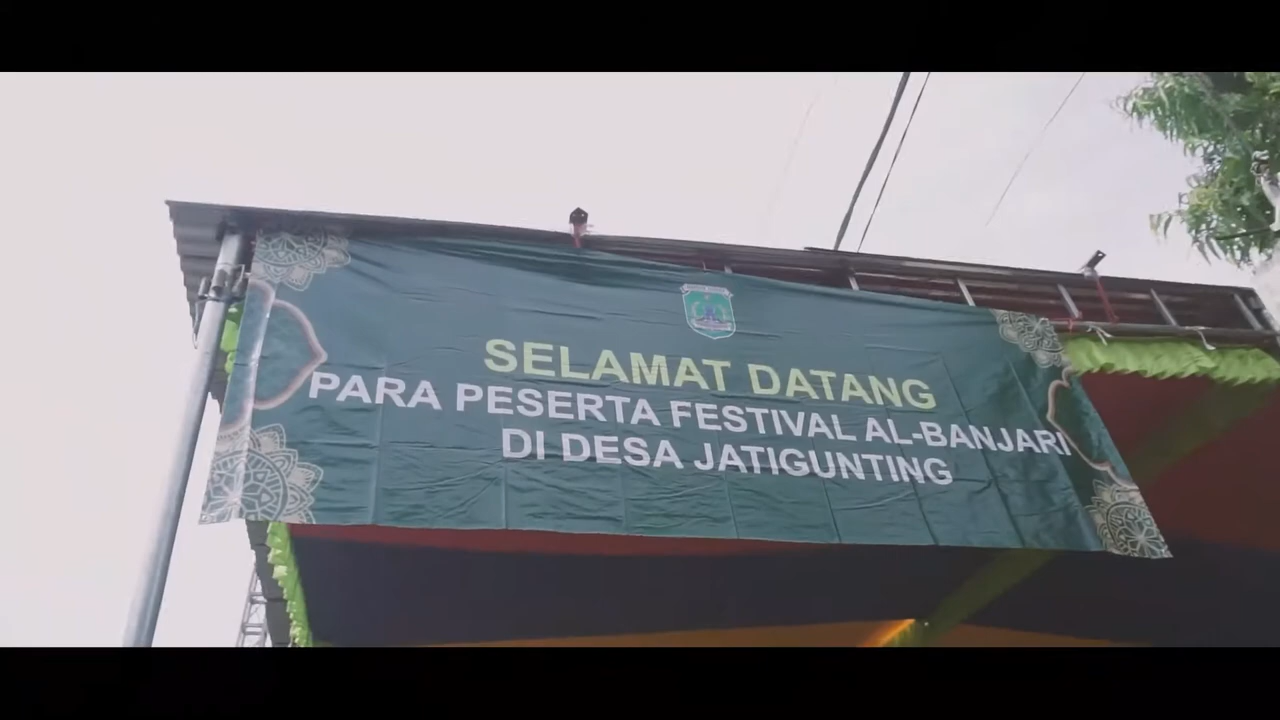 SELAMAT DATANG
PARA PESERTA FESTIVAL AL-BANJARI
DI DESA JATIGUNTING